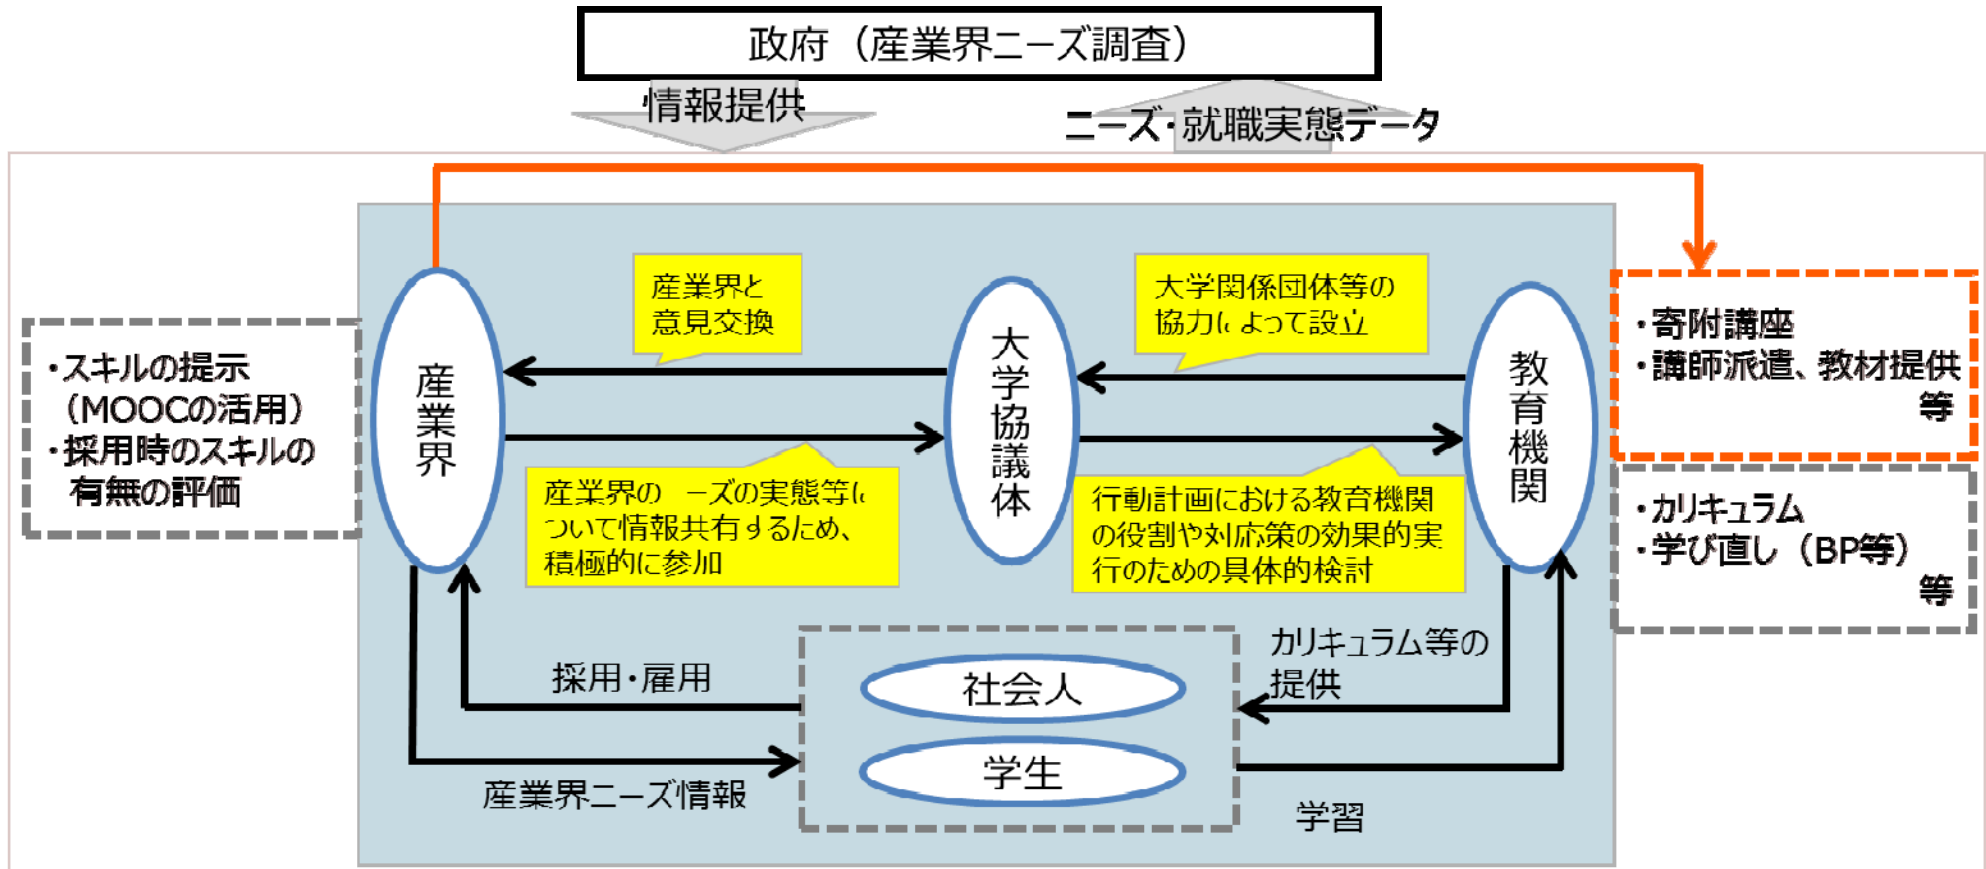 政府（産業界ニーズ調査）
情報提供
ニーズ・就職実態データ
産業界と
意見交換
大学関係団体等の
協力によって設立
・スキルの提示
（MOOCの活用）
・採用時のスキルの
有無の評価
産業界
大学協議体
教育機関
・寄附講座
・講師派遣、教材提供
等
産業界の ーズの実態等に
ついて情報共有するため、
積極的に参加
行動計画における教育機関
の役割や対応策の効果的実
行のための具体的検討
・カリキュラム
・学び直し（BP等）
等
採用・雇用
社会人
カリキュラム等の
提供
学生
産業界ニーズ情報
学習